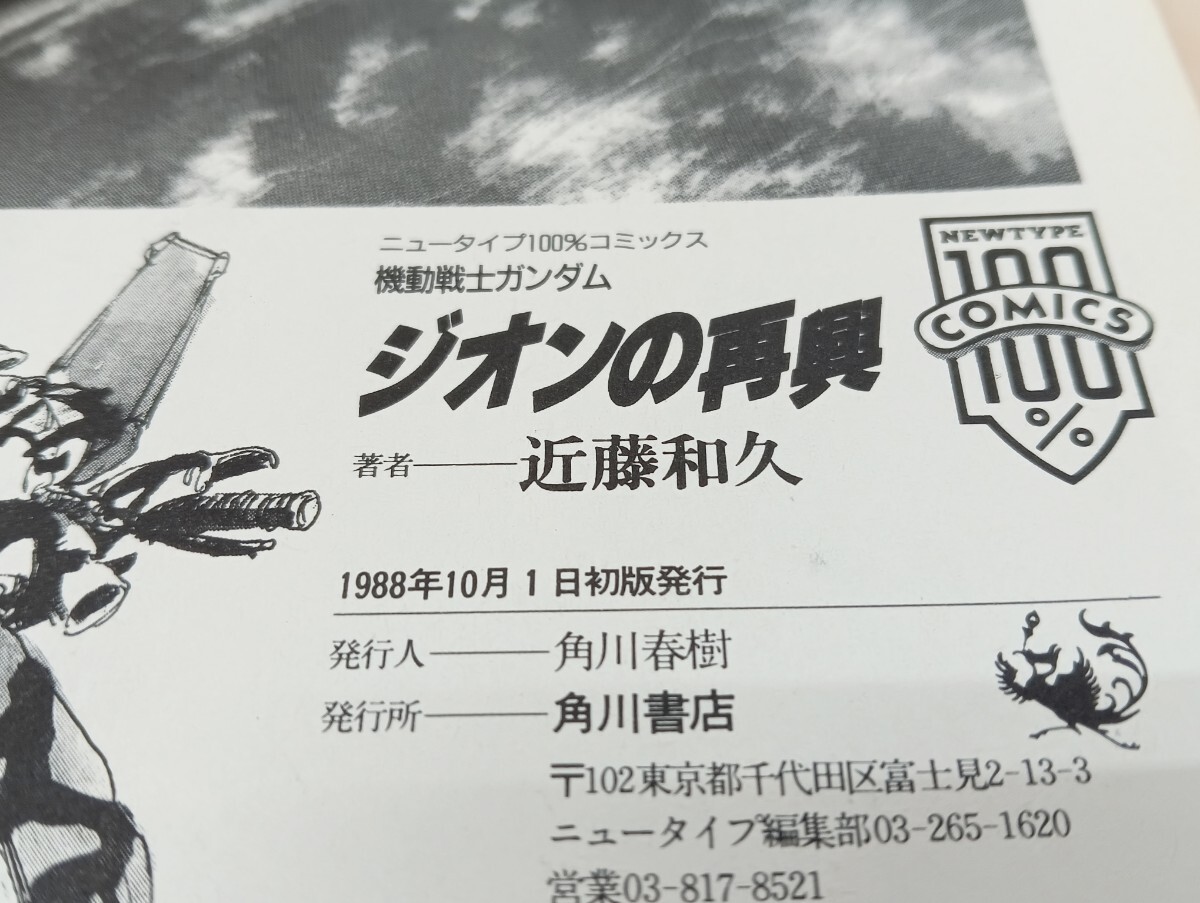 ニュータイプ100%コミックス
機動戦士ガンダム
ジオンの再興
著者――近藤和久
NEWTYPE
100
COMICS
100
%
1988年10月1日初版発行
発行人――角川春樹
発行所――角川書店
〒102東京都千代田区富士見2-13-3
ニュータイプ編集部03-265-1620
営業03-817-8521